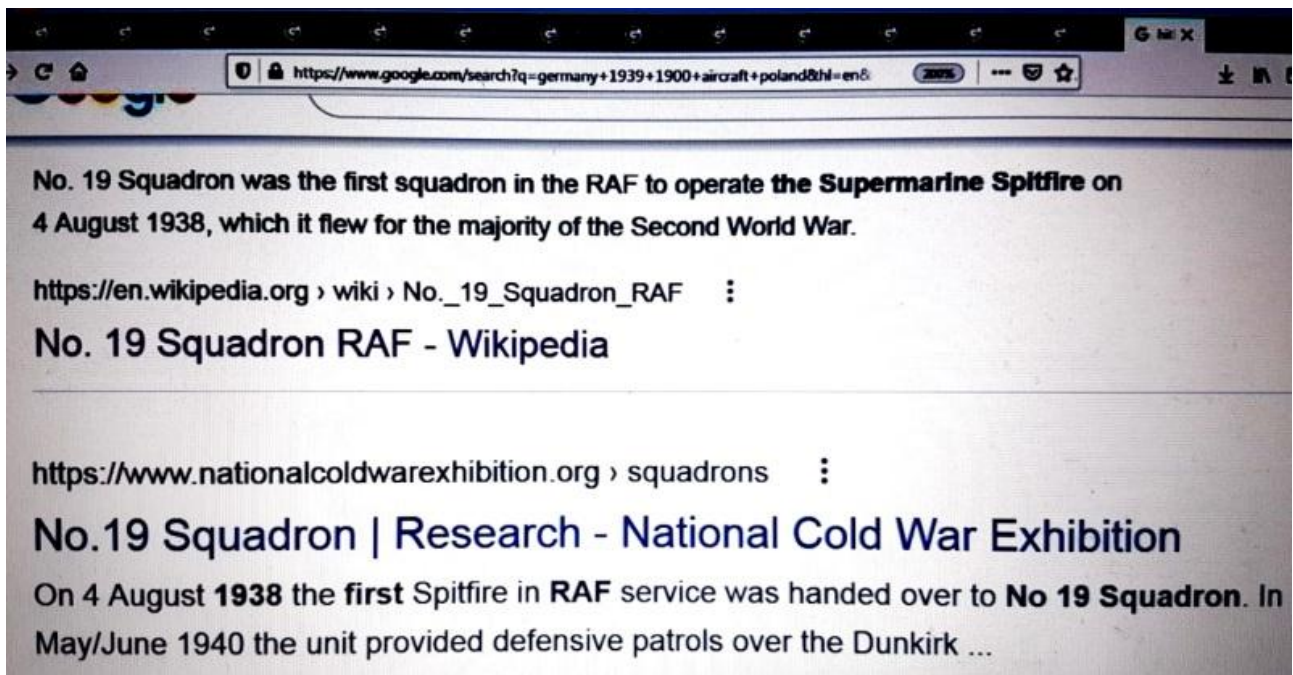 https://www.google.com/search?q=germany+1939+1900+aircraft+poland&hl=en&
200%
No. 19 Squadron was the first squadron in the RAF to operate the Supermarine Spitfire on
4 August 1938, which it flew for the majority of the Second World War.
https://en.wikipedia.org › wiki › No._19_Squadron_RAF
No. 19 Squadron RAF - Wikipedia
https://www.nationalcoldwarexhibition.org › squadrons
No.19 Squadron | Research - National Cold War Exhibition
On 4 August 1938 the first Spitfire in RAF service was handed over to No 19 Squadron. In
May/June 1940 the unit provided defensive patrols over the Dunkirk ...